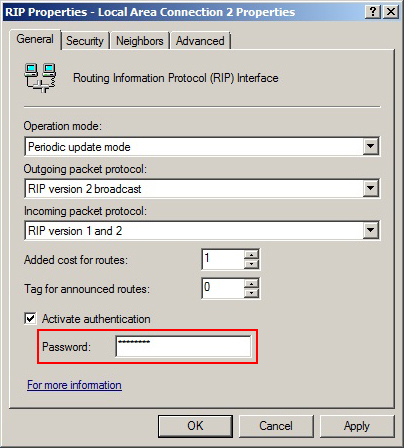 RIP Properties - Local Area Connection 2 Properties
General Security Neighbors Advanced
Routing Information Protocol (RIP) Interface
Operation mode:
Periodic update mode
Outgoing packet protocol:
RIP version 2 broadcast
Incoming packet protocol:
RIP version 1 and 2
Added cost for routes: 1
Tag for announced routes: 0
Activate authentication
Password: ********
For more information
OK Cancel Apply